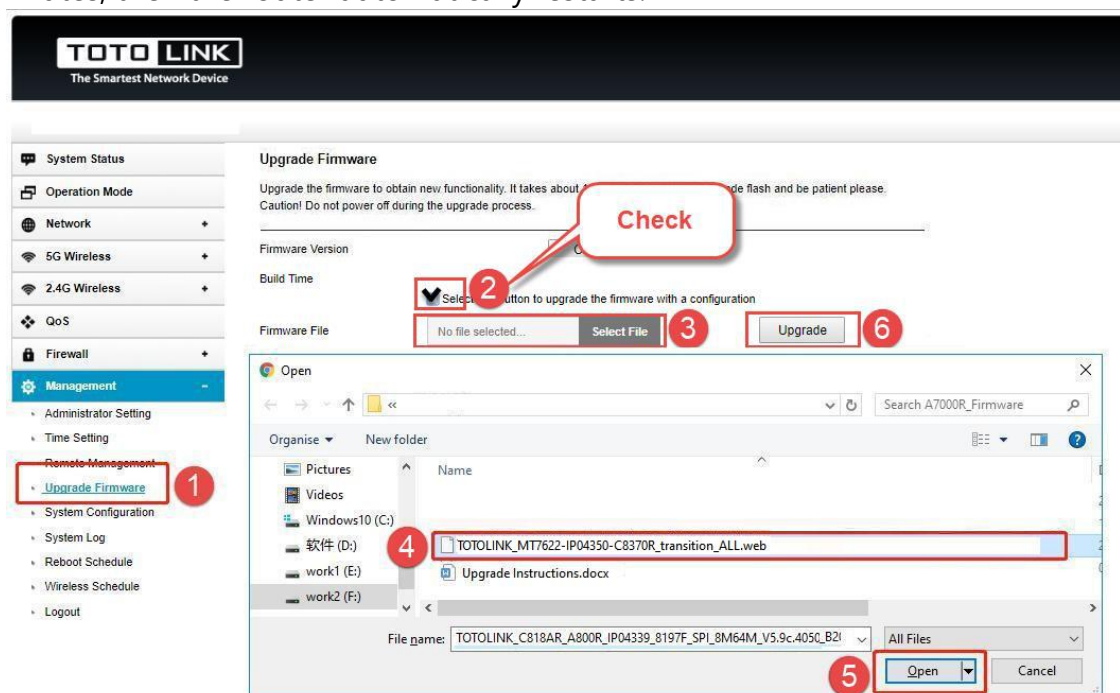 TOTO LINK
The Smartest Network Device
System Status
Operation Mode
Network +
5G Wireless +
2.4G Wireless +
QoS
Firewall +
Management -
Administrator Setting
Time Setting
Remote Management
Upgrade Firmware
System Configuration
System Log
Reboot Schedule
Wireless Schedule
Logout
1
Upgrade Firmware
Upgrade the firmware to obtain new functionality. It takes about flash and be patient please.
Caution! Do not power off during the upgrade process.
Check
Firmware Version
Build Time
2
to upgrade the firmware with a configuration
Firmware File No file selected... Select File 3 Upgrade 6
Open
« Search A7000R_Firmware
Organise New folder
Pictures
Videos
Windows10 (C:)
软件 (D:)
work1 (E:)
work2 (F:)
Name
4 TOTOLINK_MT7622-IP04350-C8370R_transition_ALL.web
Upgrade Instructions.docx
File name: TOTOLINK_C818AR_A800R_IP04339_8197F_SPI_8M64M_V5.9c.4050_B20 All Files
5 Open Cancel